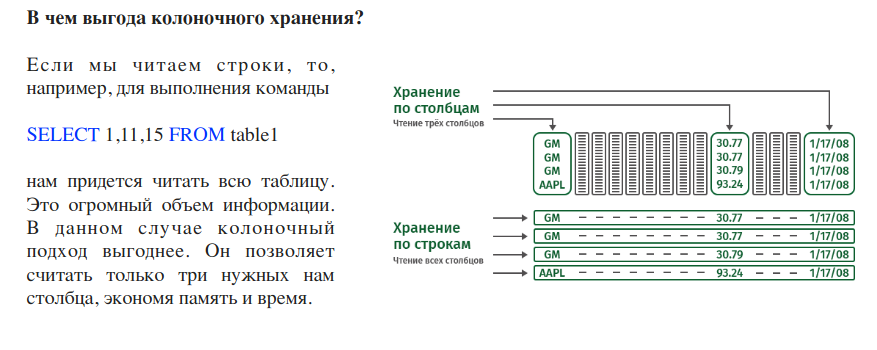 В чем выгода колоночного хранения?
Если мы читаем строки, то,
например, для выполнения команды
SELECT 1,11,15 FROM table1
нам придется читать всю таблицу.
Это огромный объем информации.
В данном случае колоночный
подход выгоднее. Он позволяет
считать только три нужных нам
столбца, экономя память и время.
Хранение
по столбцам
Чтение трёх столбцов
GM 30.77 1/17/08
GM 30.77 1/17/08
GM 30.79 1/17/08
AAPL 93.24 1/17/08
Хранение
по строкам
Чтение всех столбцов
GM – – – – – – – – 30.77 – – – 1/17/08
GM – – – – – – – – 30.77 – – – 1/17/08
GM – – – – – – – – 30.79 – – – 1/17/08
AAPL – – – – – – – – 93.24 – – – 1/17/08